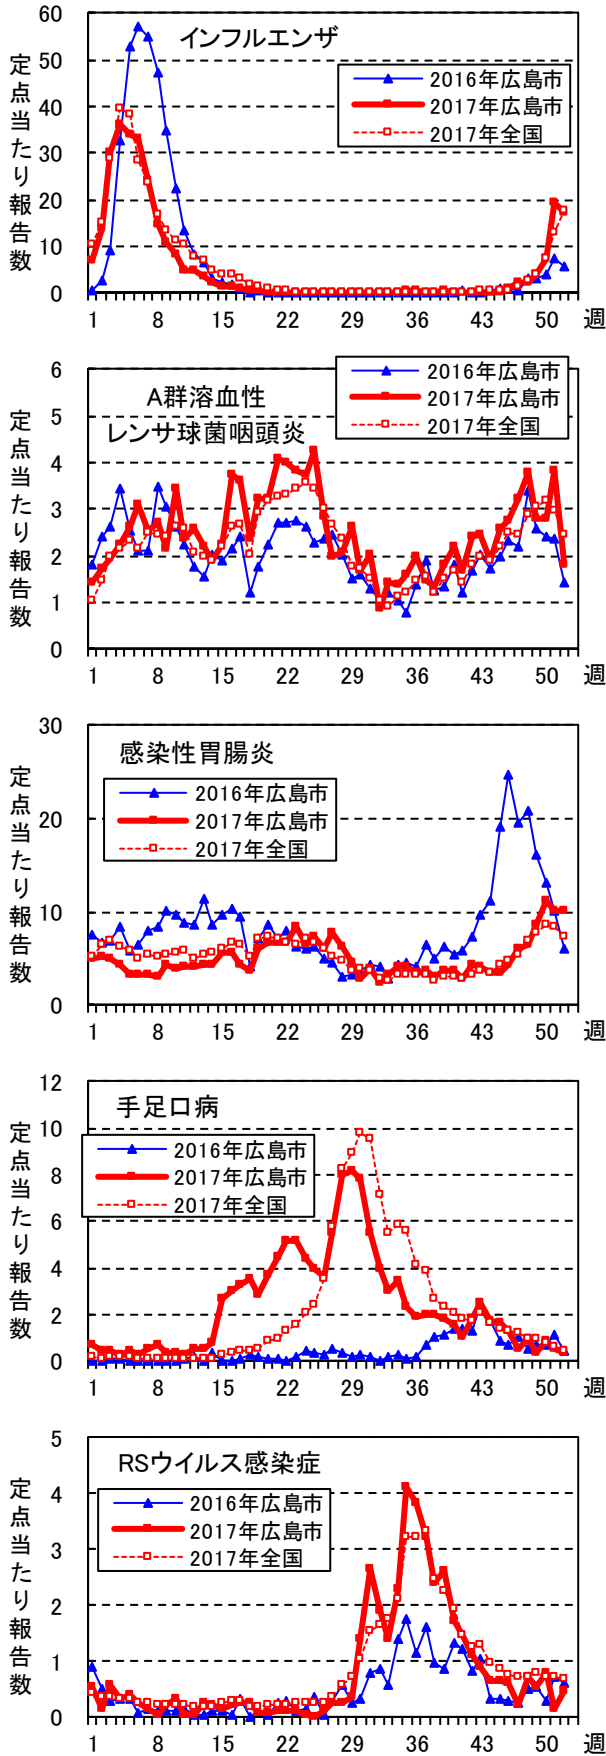 インフルエンザ
定点当たり報告数
60
50
40
30
20
10
0
2016年広島市
2017年広島市
2017年全国
1 8 15 22 29 36 43 50 週
A群溶血性
レンサ球菌咽頭炎
定点当たり報告数
6
5
4
3
2
1
0
2016年広島市
2017年広島市
2017年全国
1 8 15 22 29 36 43 50 週
感染性胃腸炎
定点当たり報告数
30
20
10
0
2016年広島市
2017年広島市
2017年全国
1 8 15 22 29 36 43 50 週
手足口病
定点当たり報告数
12
10
8
6
4
2
0
2016年広島市
2017年広島市
2017年全国
1 8 15 22 29 36 43 50 週
RSウイルス感染症
定点当たり報告数
5
4
3
2
1
0
2016年広島市
2017年広島市
2017年全国
1 8 15 22 29 36 43 50 週